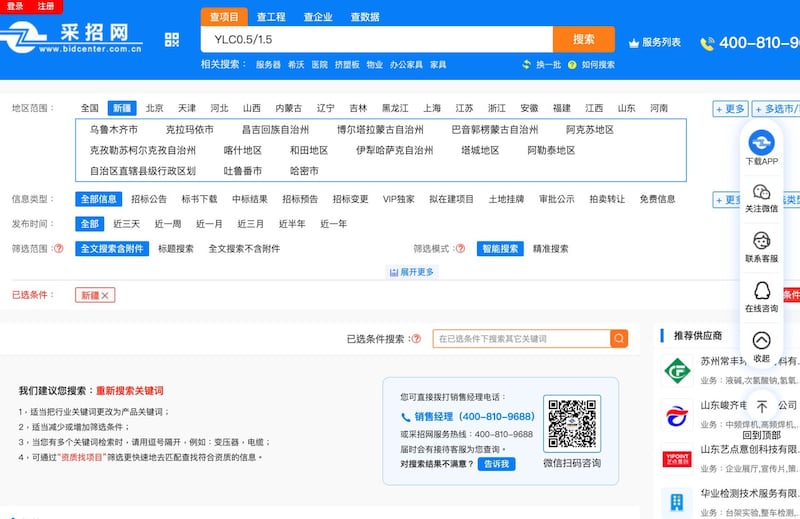 登录 注册
采招网
www.bidcenter.com.cn
查项目 查工程 查企业 查数据
YLC0.5/1.5
搜索
服务列表
400-810-9
相关搜索： 服务器 希沃 医院 挤塑板 物业 办公家具 家具
换一批 如何搜索
地区范围： 全国 新疆 北京 天津 河北 山西 内蒙古 辽宁 吉林 黑龙江 上海 江苏 浙江 安徽 福建 江西 山东 河南
+ 更多 + 多选市/
乌鲁木齐市 克拉玛依市 昌吉回族自治州 博尔塔拉蒙古自治州 巴音郭楞蒙古自治州 阿克苏地区
克孜勒苏柯尔克孜自治州 喀什地区 和田地区 伊犁哈萨克自治州 塔城地区 阿勒泰地区
自治区直辖县级行政区划 吐鲁番市 哈密市
信息类型： 全部信息 招标公告 标书下载 中标结果 招标预告 招标变更 VIP独家 拟在建项目 土地挂牌 审批公示 拍卖转让 免费信息
+ 更 选类型
发布时间： 全部 近三天 近一周 近一月 近三月 近半年 近一年
筛选范围： 全文搜索含附件 标题搜索 全文搜索不含附件 筛选模式： 智能搜索 精准搜索
展开更多
已选条件： 新疆 ✕
条件
下载APP
关注微信
联系客服
在线咨询
收起
回到顶部
已选条件搜索： 在已选条件下搜索其它关键词
我们建议您搜索：重新搜索关键词
1，适当把行业关键词更改为产品关键词；
2，适当减少或增加筛选条件；
3，当您有多个关键词检索时，请用逗号隔开，例如：变压器，电缆；
4，可通过“资质找项目”筛选更快速地去匹配查找符合资质的信息。
您可直接拨打销售经理电话：
销售经理（400-810-9688）
或采招网服务热线：400-810-9688
届时会有接待客服为您查询。
对搜索结果不满意？ 告诉我
微信扫码咨询
推荐供应商
苏州常丰 料有
业务：液碱,次氯酸钠,氢氧
山东峻齐电 公司
业务：中频焊机,高频焊机,
YIPOINT
艺点意创
山东艺点意创科技有限
业务：企业展厅,宣传片,策
华业检测技术服务有限
业务：台架实验,整车检测,